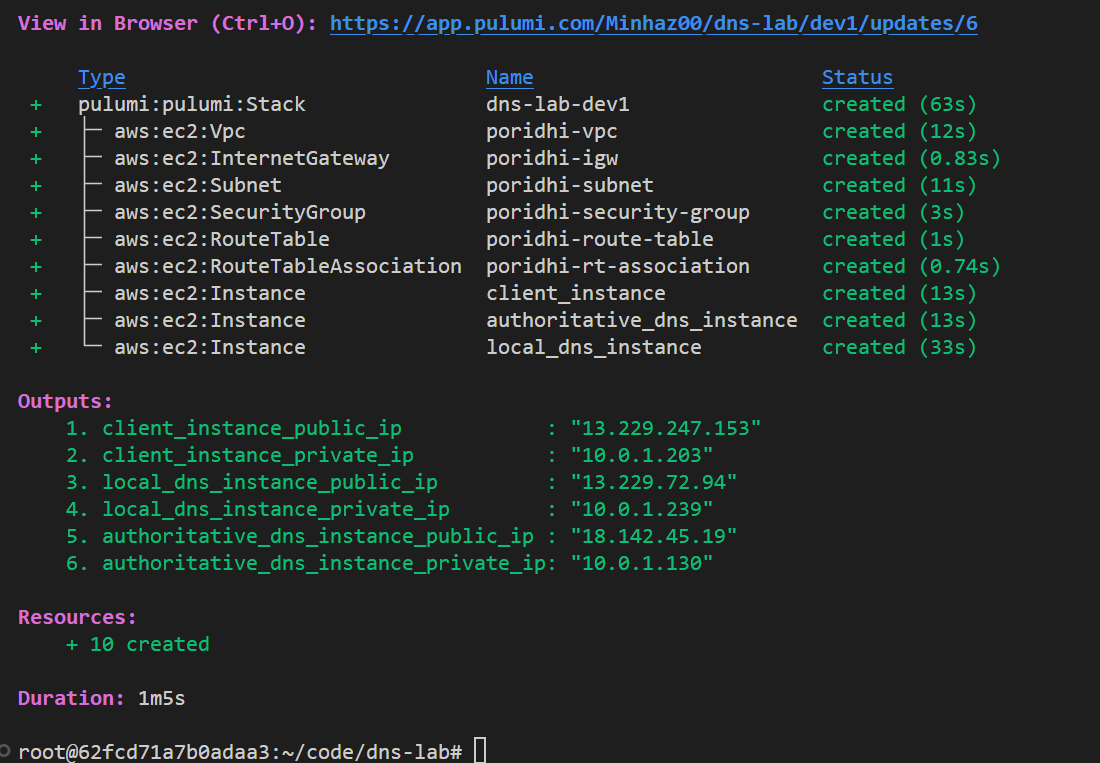 View in Browser (Ctrl+O): https://app.pulumi.com/Minhaz00/dns-lab/dev1/updates/6
Type Name Status
+ pulumi:pulumi:Stack dns-lab-dev1 created (63s)
+ ├─ aws:ec2:Vpc poridhi-vpc created (12s)
+ ├─ aws:ec2:InternetGateway poridhi-igw created (0.83s)
+ ├─ aws:ec2:Subnet poridhi-subnet created (11s)
+ ├─ aws:ec2:SecurityGroup poridhi-security-group created (3s)
+ ├─ aws:ec2:RouteTable poridhi-route-table created (1s)
+ ├─ aws:ec2:RouteTableAssociation poridhi-rt-association created (0.74s)
+ ├─ aws:ec2:Instance client_instance created (13s)
+ ├─ aws:ec2:Instance authoritative_dns_instance created (13s)
+ └─ aws:ec2:Instance local_dns_instance created (33s)
Outputs:
1. client_instance_public_ip : "13.229.247.153"
2. client_instance_private_ip : "10.0.1.203"
3. local_dns_instance_public_ip : "13.229.72.94"
4. local_dns_instance_private_ip : "10.0.1.239"
5. authoritative_dns_instance_public_ip : "18.142.45.19"
6. authoritative_dns_instance_private_ip: "10.0.1.130"
Resources:
+ 10 created
Duration: 1m5s
root@62fcd71a7b0adaa3:~/code/dns-lab#